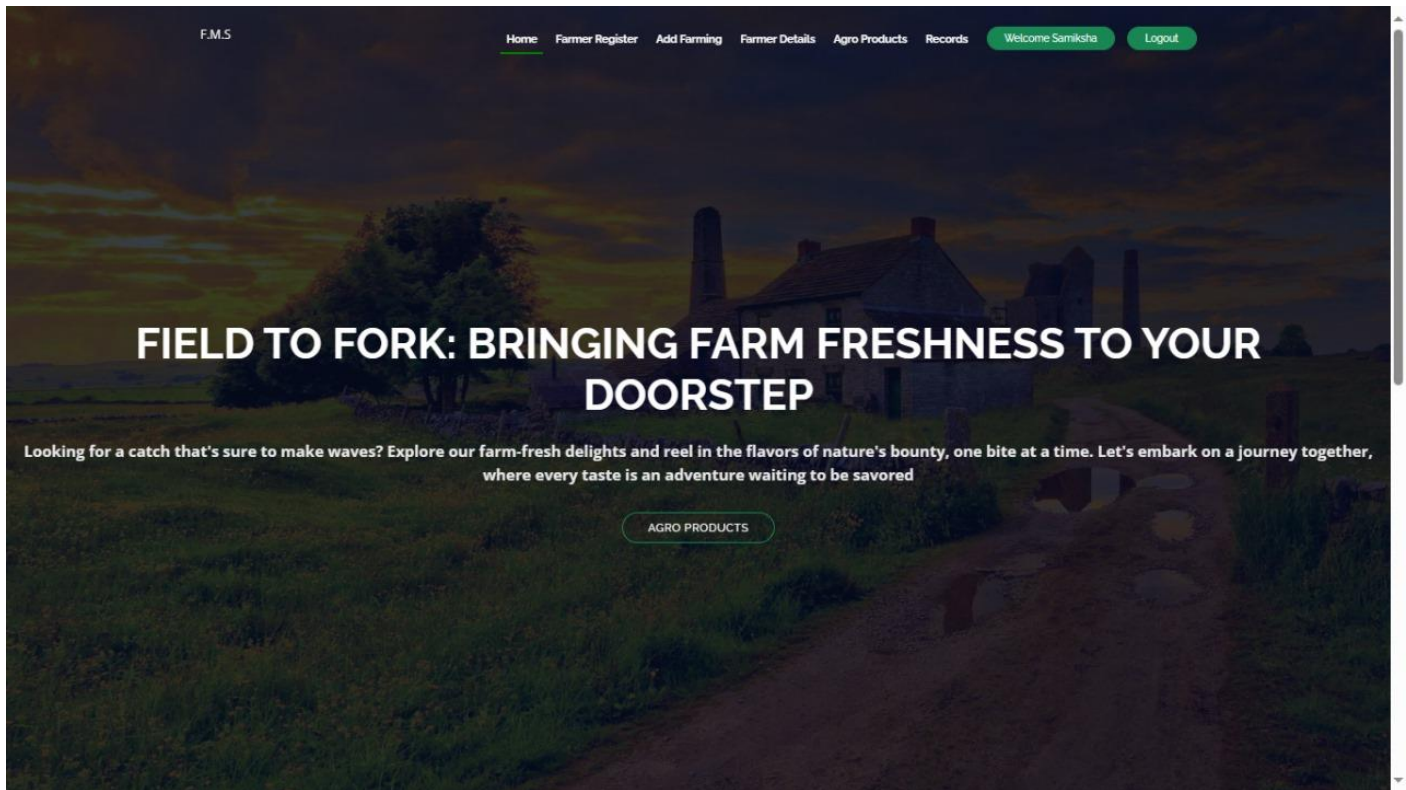 F.M.S
Home Farmer Register Add Farming Farmer Details Agro Products Records Welcome Samiksha Logout
FIELD TO FORK: BRINGING FARM FRESHNESS TO YOUR
DOORSTEP
Looking for a catch that's sure to make waves? Explore our farm-fresh delights and reel in the flavors of nature's bounty, one bite at a time. Let's embark on a journey together,
where every taste is an adventure waiting to be savored
AGRO PRODUCTS